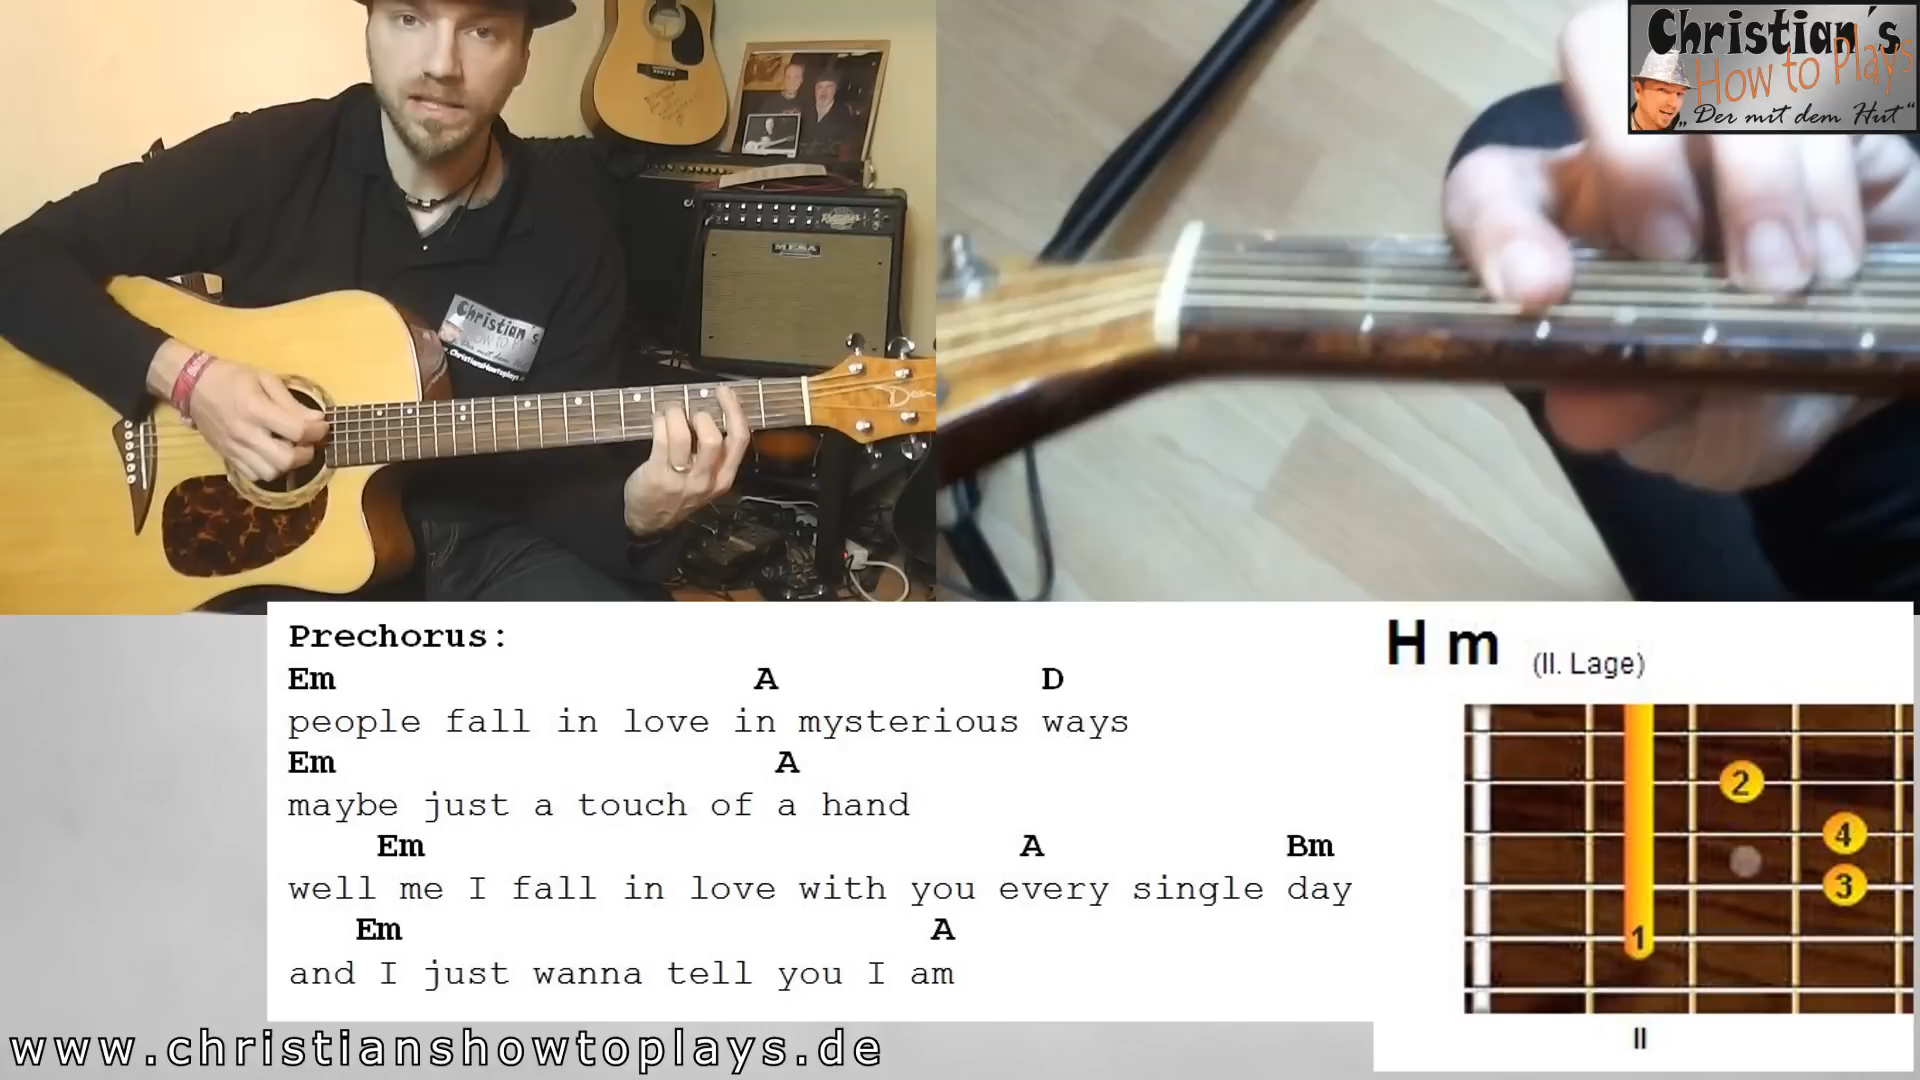 Christian´s
How to Plays
„Der mit dem Hut“
MESA
Christian´s
Prechorus:
Em A D
people fall in love in mysterious ways
Em A
maybe just a touch of a hand
Em A Bm
well me I fall in love with you every single day
Em A
and I just wanna tell you I am
H m (II. Lage)
2
4
3
1
II
www.christianshowtoplays.de